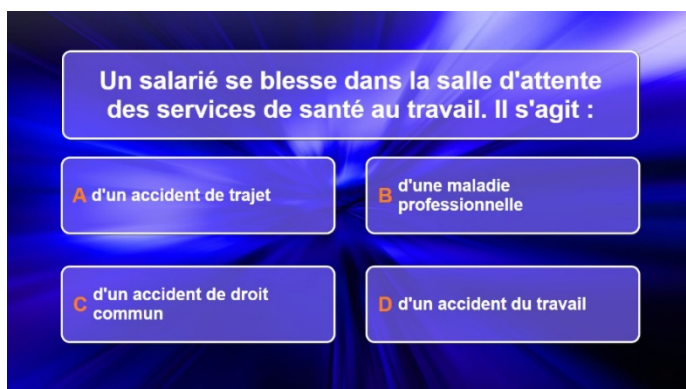 Un salarié se blesse dans la salle d'attente
des services de santé au travail. Il s'agit :
A d'un accident de trajet
B d'une maladie
professionnelle
C d'un accident de droit
commun
D d'un accident du travail